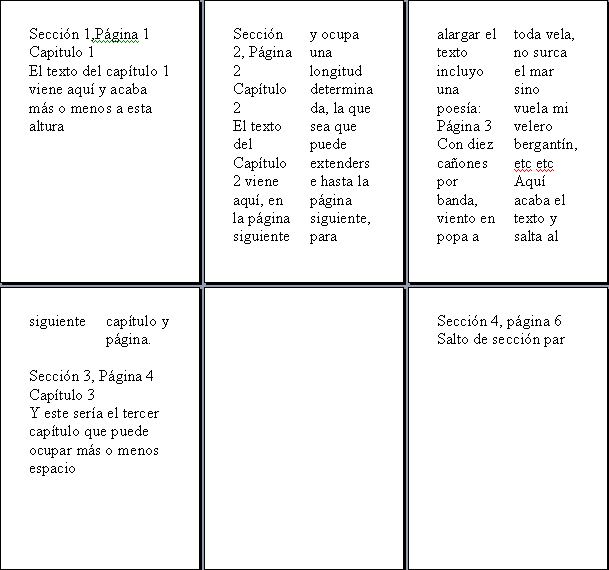 Sección 1,Página 1
Capitulo 1
El texto del capítulo 1
viene aquí y acaba
más o menos a esta
altura
Sección
2, Página
2
Capítulo
2
El texto
del
Capítulo
2 viene
aquí, en
la página
siguiente
y ocupa
una
longitud
determina
da, la que
sea que
puede
extenders
e hasta la
página
siguiente,
para
alargar el
texto
incluyo
una
poesía:
Página 3
Con diez
cañones
por
banda,
viento en
popa a
toda vela,
no surca
el mar
sino
vuela mi
velero
bergantín,
etc etc
Aquí
acaba el
texto y
salta al
siguiente
capítulo y
página.
Sección 3, Página 4
Capítulo 3
Y este sería el tercer
capítulo que puede
ocupar más o menos
espacio
Sección 4, página 6
Salto de sección par